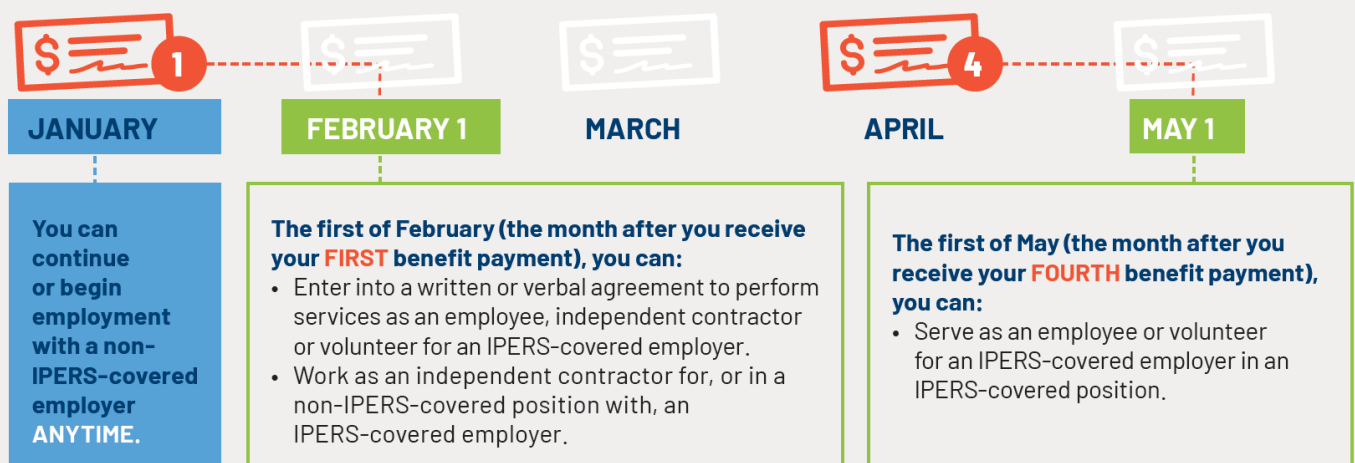 $ 1
$
$
$ 4
$
JANUARY
FEBRUARY 1
MARCH
APRIL
MAY 1
You can
continue
or begin
employment
with a non-
IPERS-covered
employer
ANYTIME.
The first of February (the month after you receive
your FIRST benefit payment), you can:
• Enter into a written or verbal agreement to perform
services as an employee, independent contractor
or volunteer for an IPERS-covered employer.
• Work as an independent contractor for, or in a
non-IPERS-covered position with, an
IPERS-covered employer.
The first of May (the month after you
receive your FOURTH benefit payment),
you can:
• Serve as an employee or volunteer
for an IPERS-covered employer in an
IPERS-covered position.